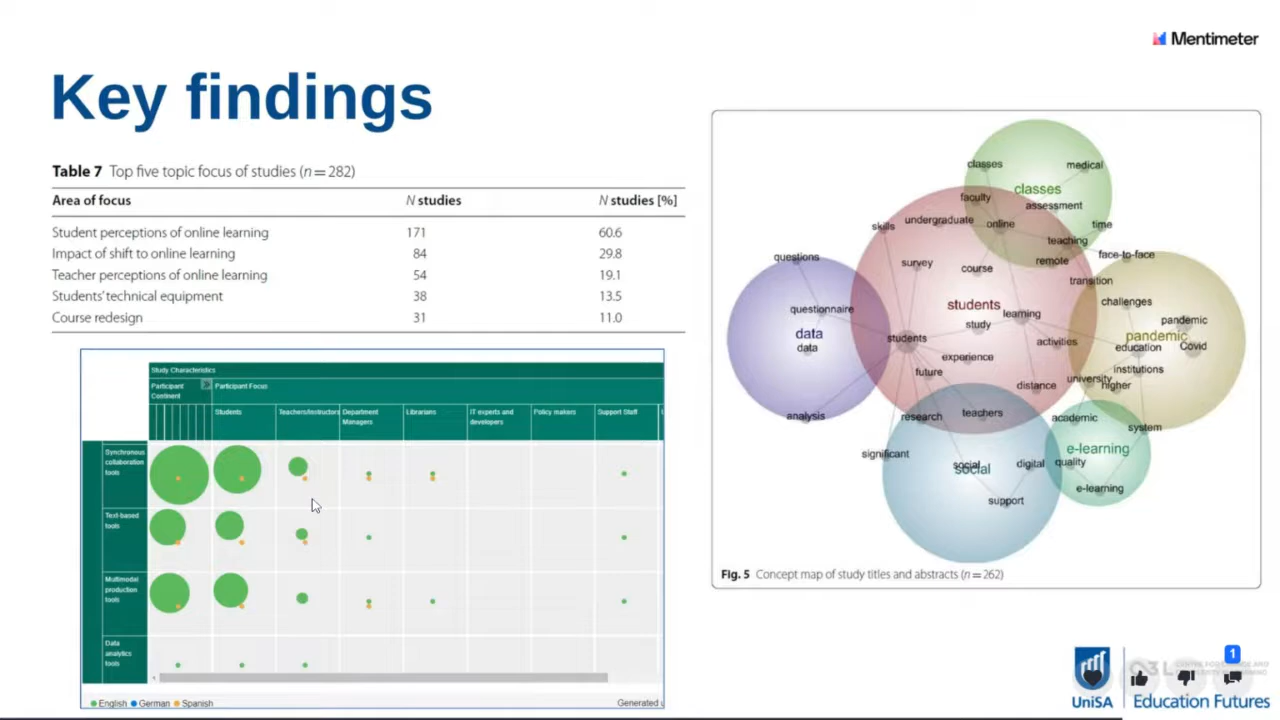 Mentimeter
Key findings
Table 7 Top five topic focus of studies (n = 282)
Area of focus N studies N studies [%]
Student perceptions of online learning 171 60.6
Impact of shift to online learning 84 29.8
Teacher perceptions of online learning 54 19.1
Students' technical equipment 38 13.5
Course redesign 31 11.0
Study Characteristics
Participant Continent
Participant Focus
Students
Teachers/Instructors
Department
Managers
Librarians
IT experts and
developers
Policy makers
Support Staff
Synchronous
collaboration
tools
Text-based
tools
Multimodal
production
tools
Data
analytics
tools
English German Spanish
Generated u
classes
medical
classes
faculty
assessment
skills
undergraduate
online
time
teaching
questions
survey
course
remote
face-to-face
transition
questionnaire
students
challenges
study
learning
pandemic
data
data
students
activities
pandemic
education
Covid
experience
future
institutions
distance
university
higher
analysis
research
teachers
academic
system
significant
e-learning
social
social
digital
quality
e-learning
support
Fig. 5 Concept map of study titles and abstracts (n = 262)
1
UniSA
Education Futures